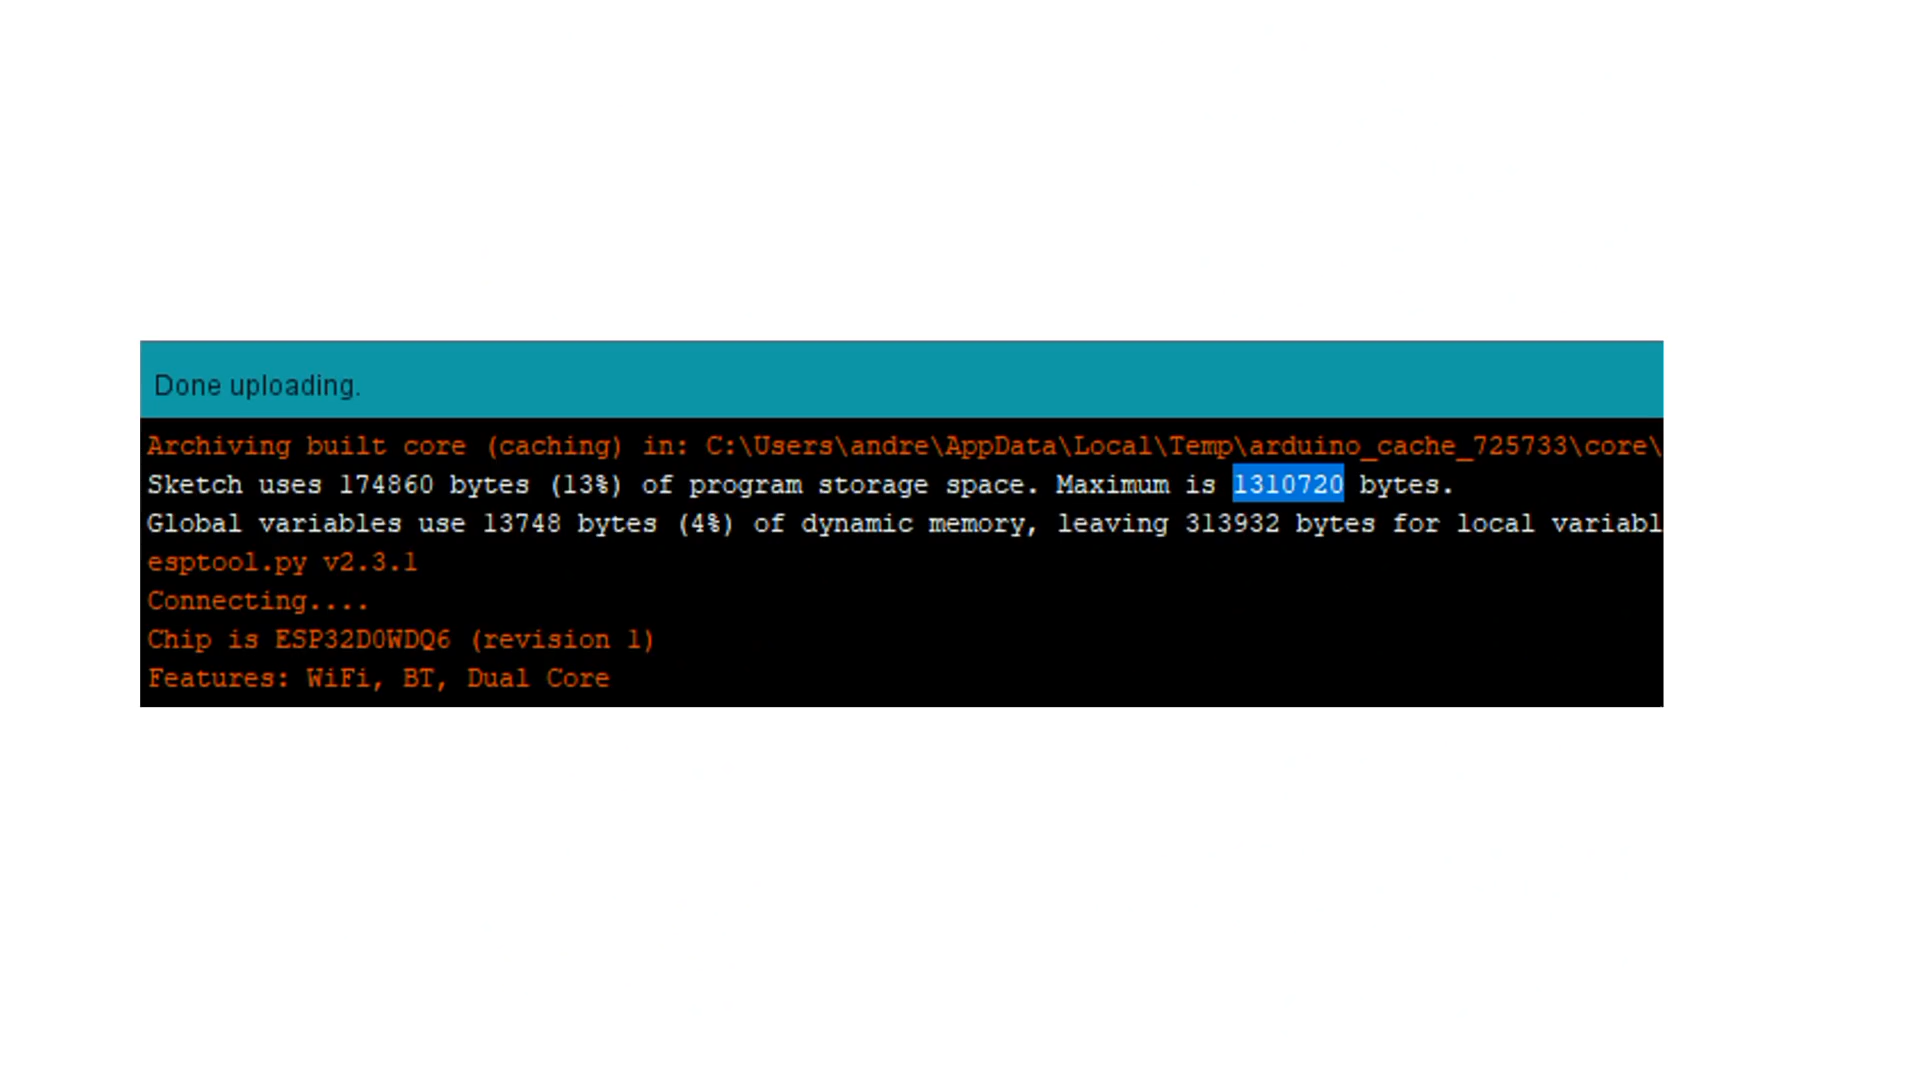 Done uploading.
Archiving built core (caching) in: C:\Users\andre\AppData\Local\Temp\arduino_cache_725733\core\
Sketch uses 174860 bytes (13%) of program storage space. Maximum is 1310720 bytes.
Global variables use 13748 bytes (4%) of dynamic memory, leaving 313932 bytes for local variabl
esptool.py v2.3.1
Connecting....
Chip is ESP32D0WDQ6 (revision 1)
Features: WiFi, BT, Dual Core